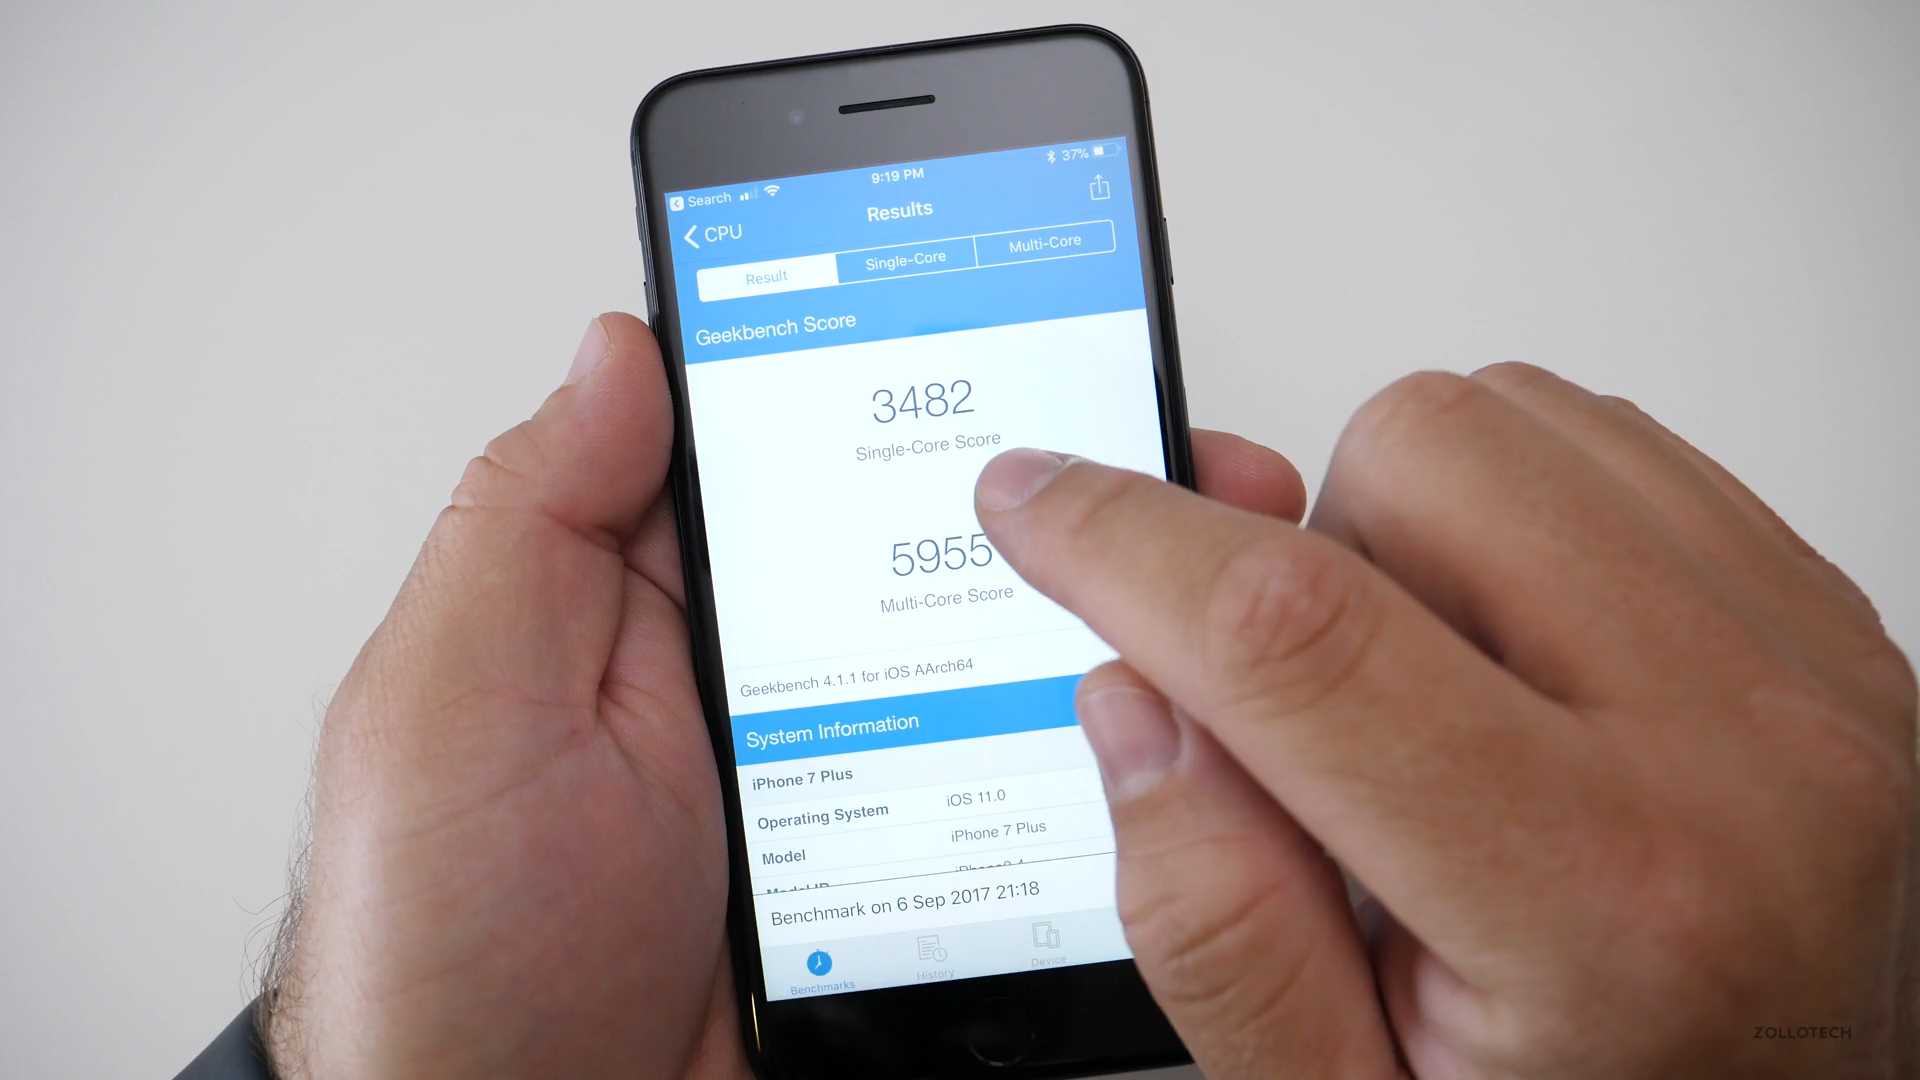 Search
9:19 PM
37%
CPU
Results
Result
Single-Core
Multi-Core
Geekbench Score
3482
Single-Core Score
5955
Multi-Core Score
Geekbench 4.1.1 for iOS AArch64
System Information
iPhone 7 Plus
Operating System iOS 11.0
Model iPhone 7 Plus
Benchmark on 6 Sep 2017 21:18
Benchmarks
History
Device
ZOLLOTECH